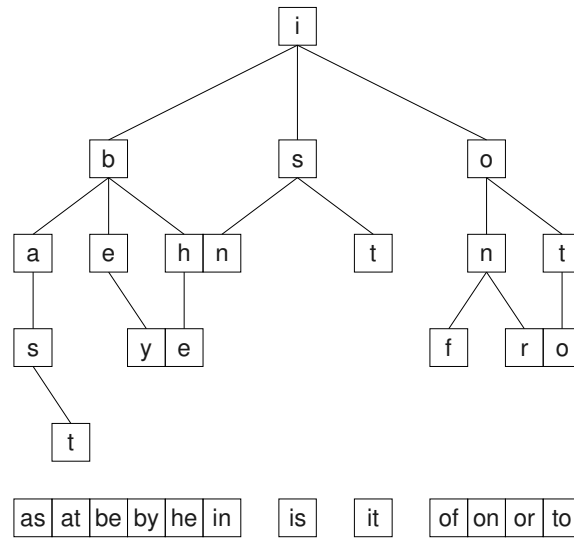 i
b s o
a e h n t n t
s y e f r o
t
as at be by he in is it of on or to